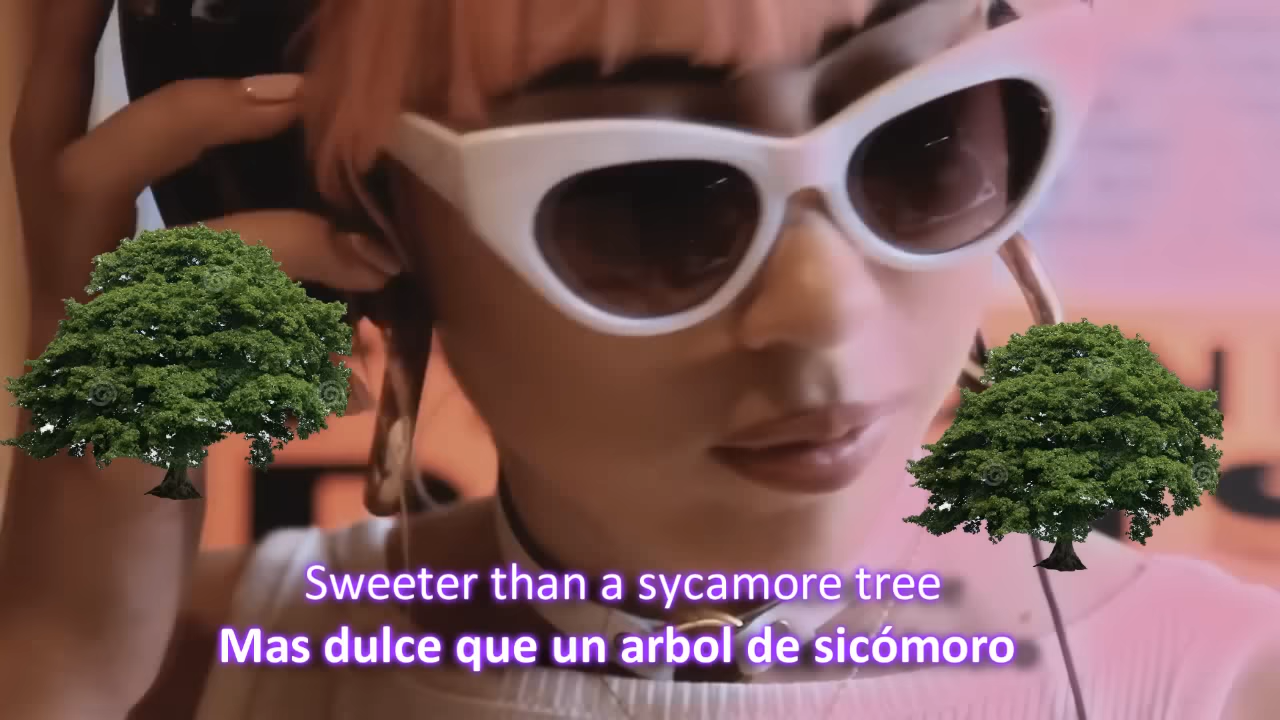 Sweeter than a sycamore tree
Mas dulce que un arbol de sicómoro